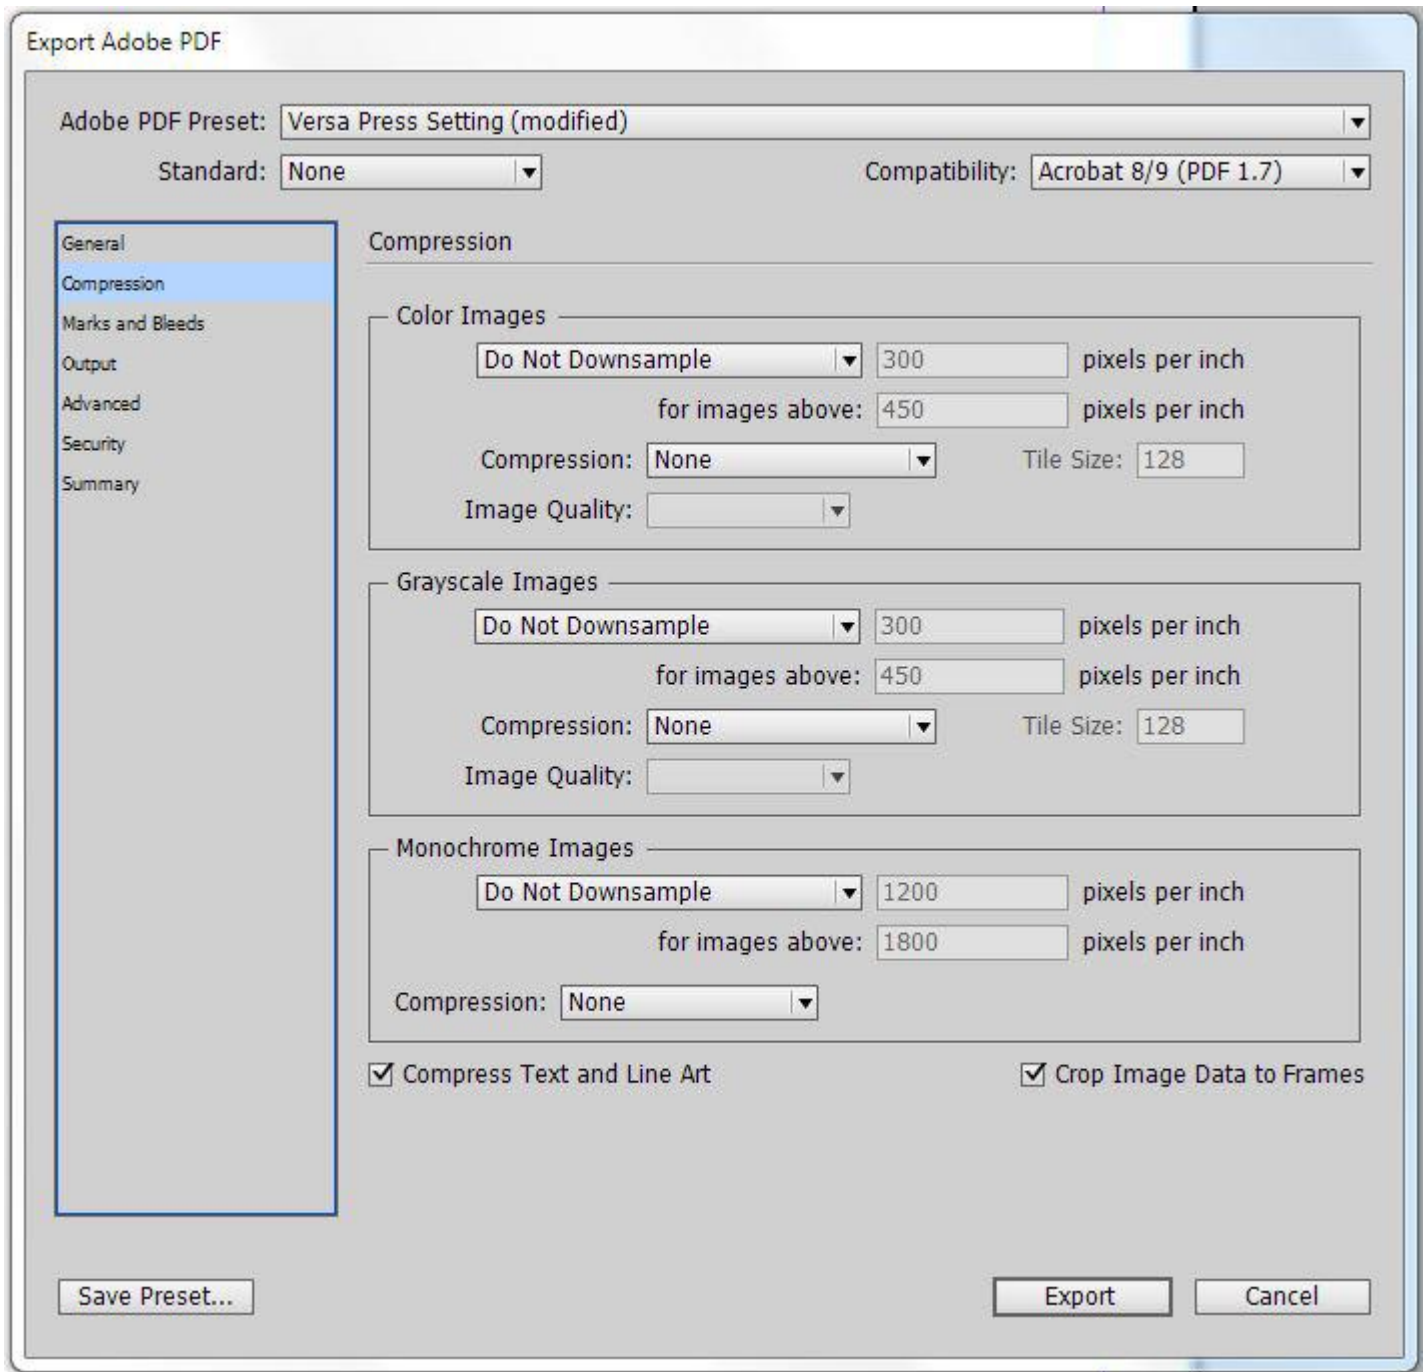 Export Adobe PDF
Adobe PDF Preset: Versa Press Setting (modified)
Standard: None Compatibility: Acrobat 8/9 (PDF 1.7)
General
Compression
Marks and Bleeds
Output
Advanced
Security
Summary
Compression
Color Images
Do Not Downsample 300 pixels per inch
for images above: 450 pixels per inch
Compression: None Tile Size: 128
Image Quality:
Grayscale Images
Do Not Downsample 300 pixels per inch
for images above: 450 pixels per inch
Compression: None Tile Size: 128
Image Quality:
Monochrome Images
Do Not Downsample 1200 pixels per inch
for images above: 1800 pixels per inch
Compression: None
Compress Text and Line Art Crop Image Data to Frames
Save Preset... Export Cancel